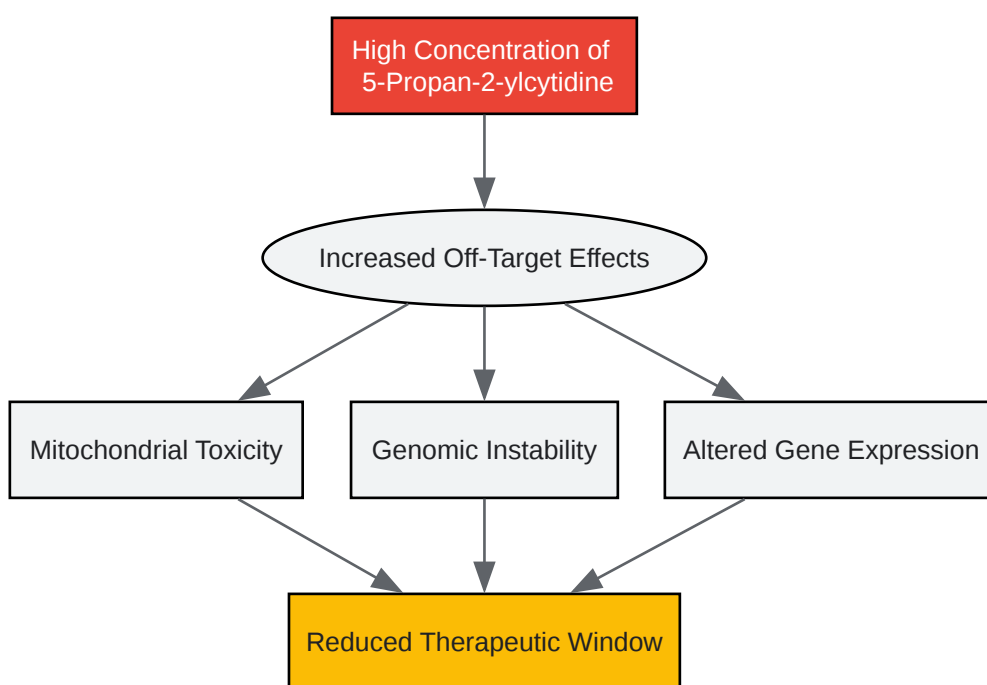 High Concentration of
5-Propan-2-ylcytidine
Increased Off-Target Effects
Mitochondrial Toxicity
Genomic Instability
Altered Gene Expression
Reduced Therapeutic Window